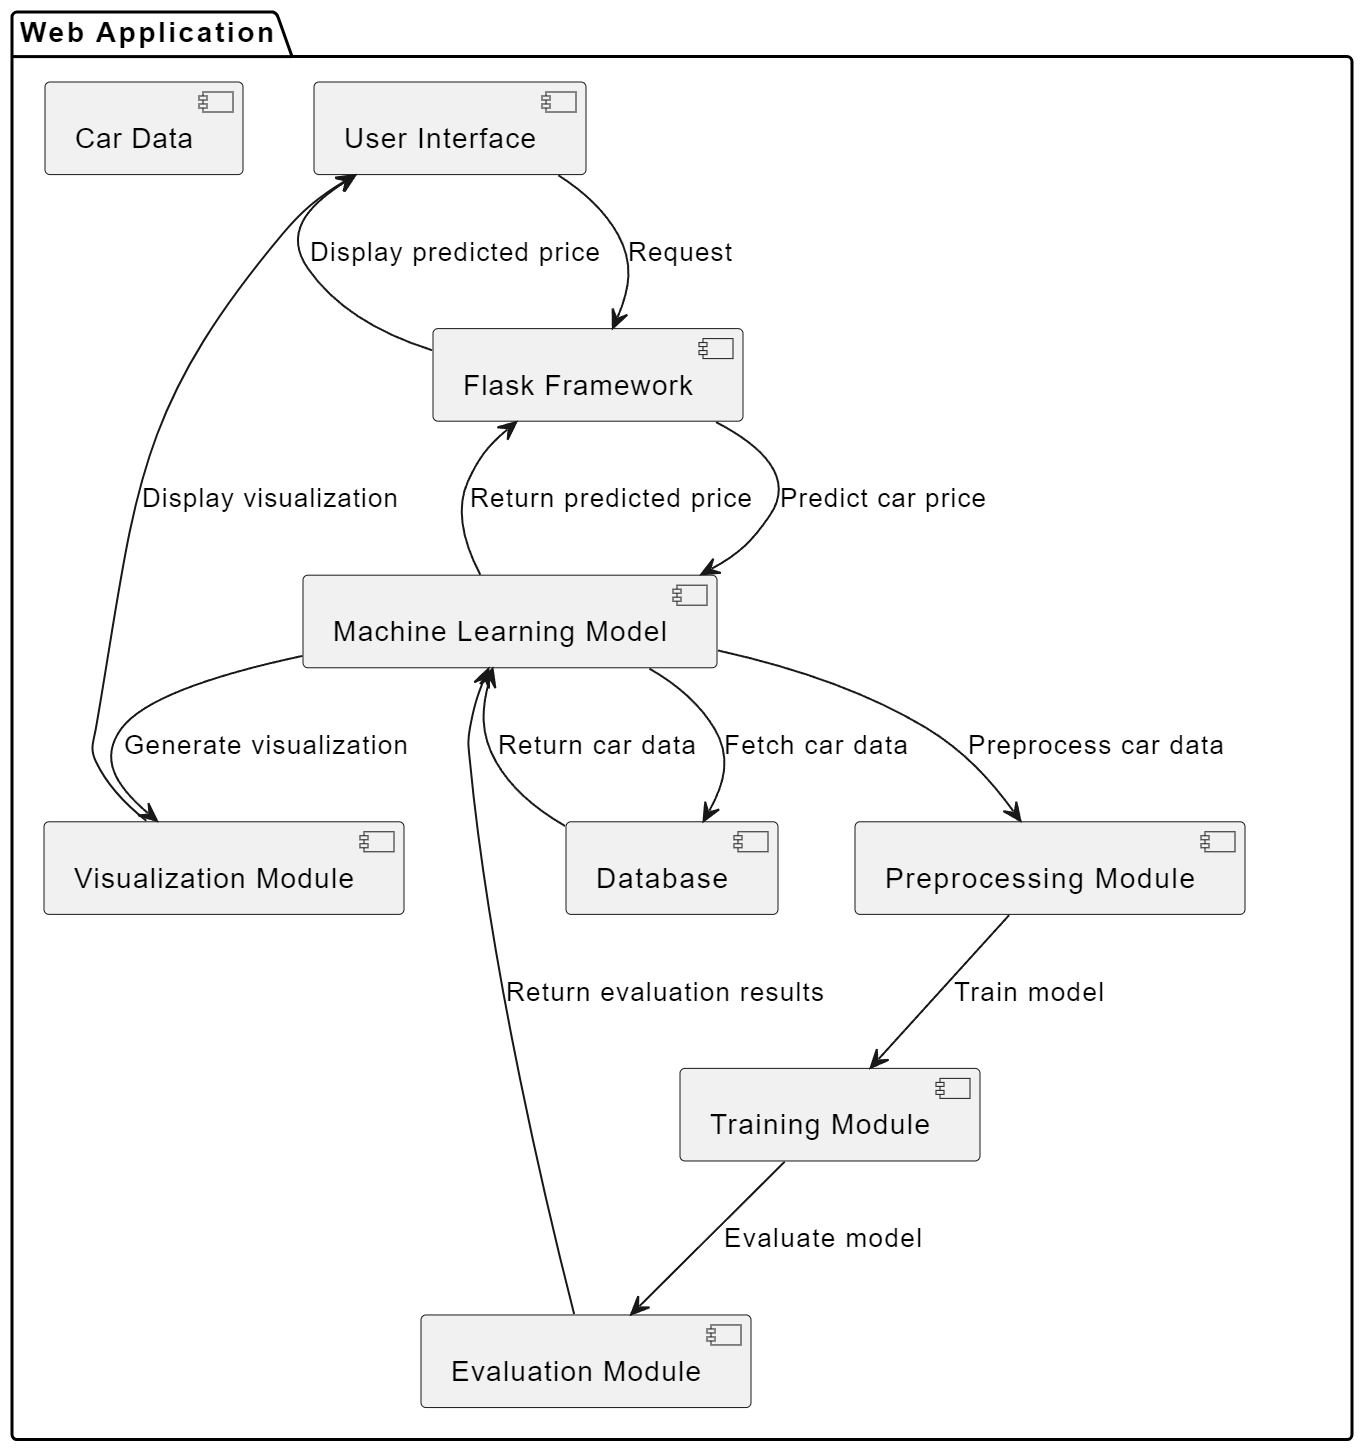 Web Application
Car Data
User Interface
Display predicted price
Request
Flask Framework
Display visualization
Return predicted price
Predict car price
Machine Learning Model
Generate visualization
Return car data
Fetch car data
Preprocess car data
Visualization Module
Database
Preprocessing Module
Return evaluation results
Train model
Training Module
Evaluate model
Evaluation Module